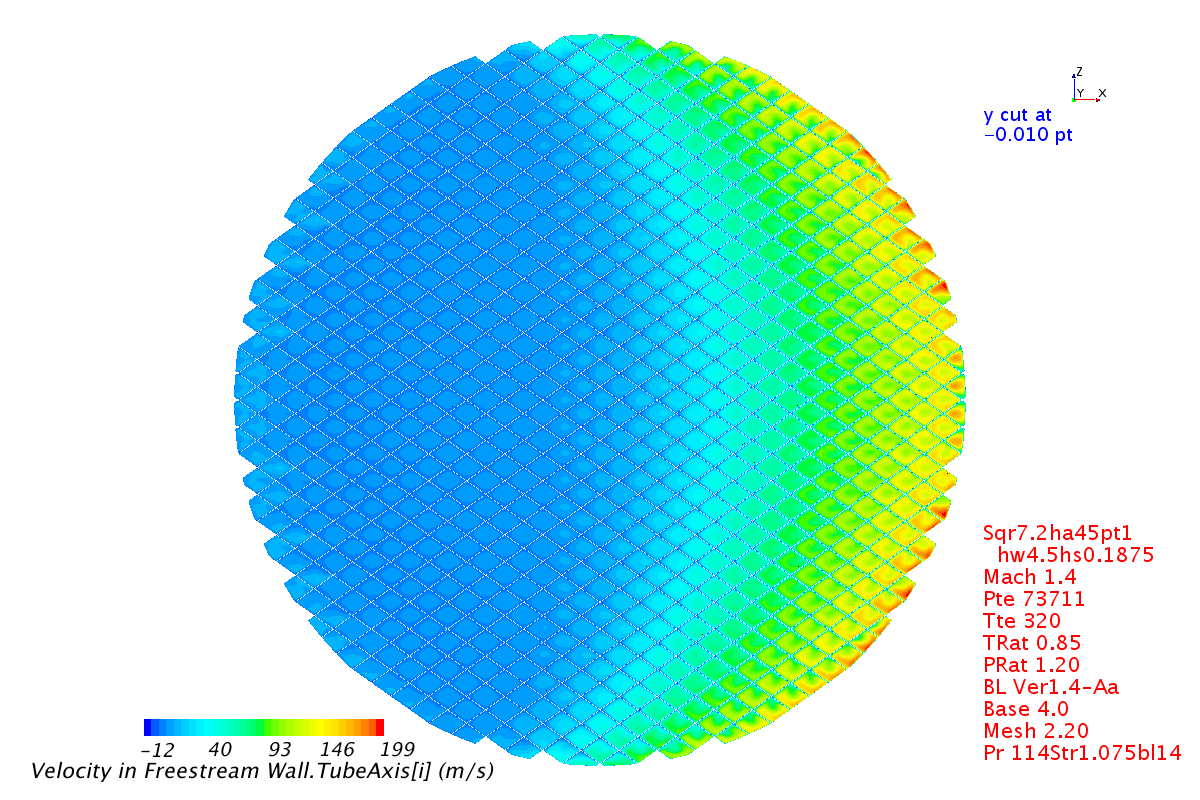 Z
Y X
y cut at
-0.010 pt
Sqr7.2ha45pt1
hw4.5hs0.1875
Mach 1.4
Pte 73711
Tte 320
TRat 0.85
PRat 1.20
BL Ver1.4-Aa
Base 4.0
Mesh 2.20
Pr 114Str1.075bl14
-12 40 93 146 199
Velocity in Freestream Wall.TubeAxis[i] (m/s)